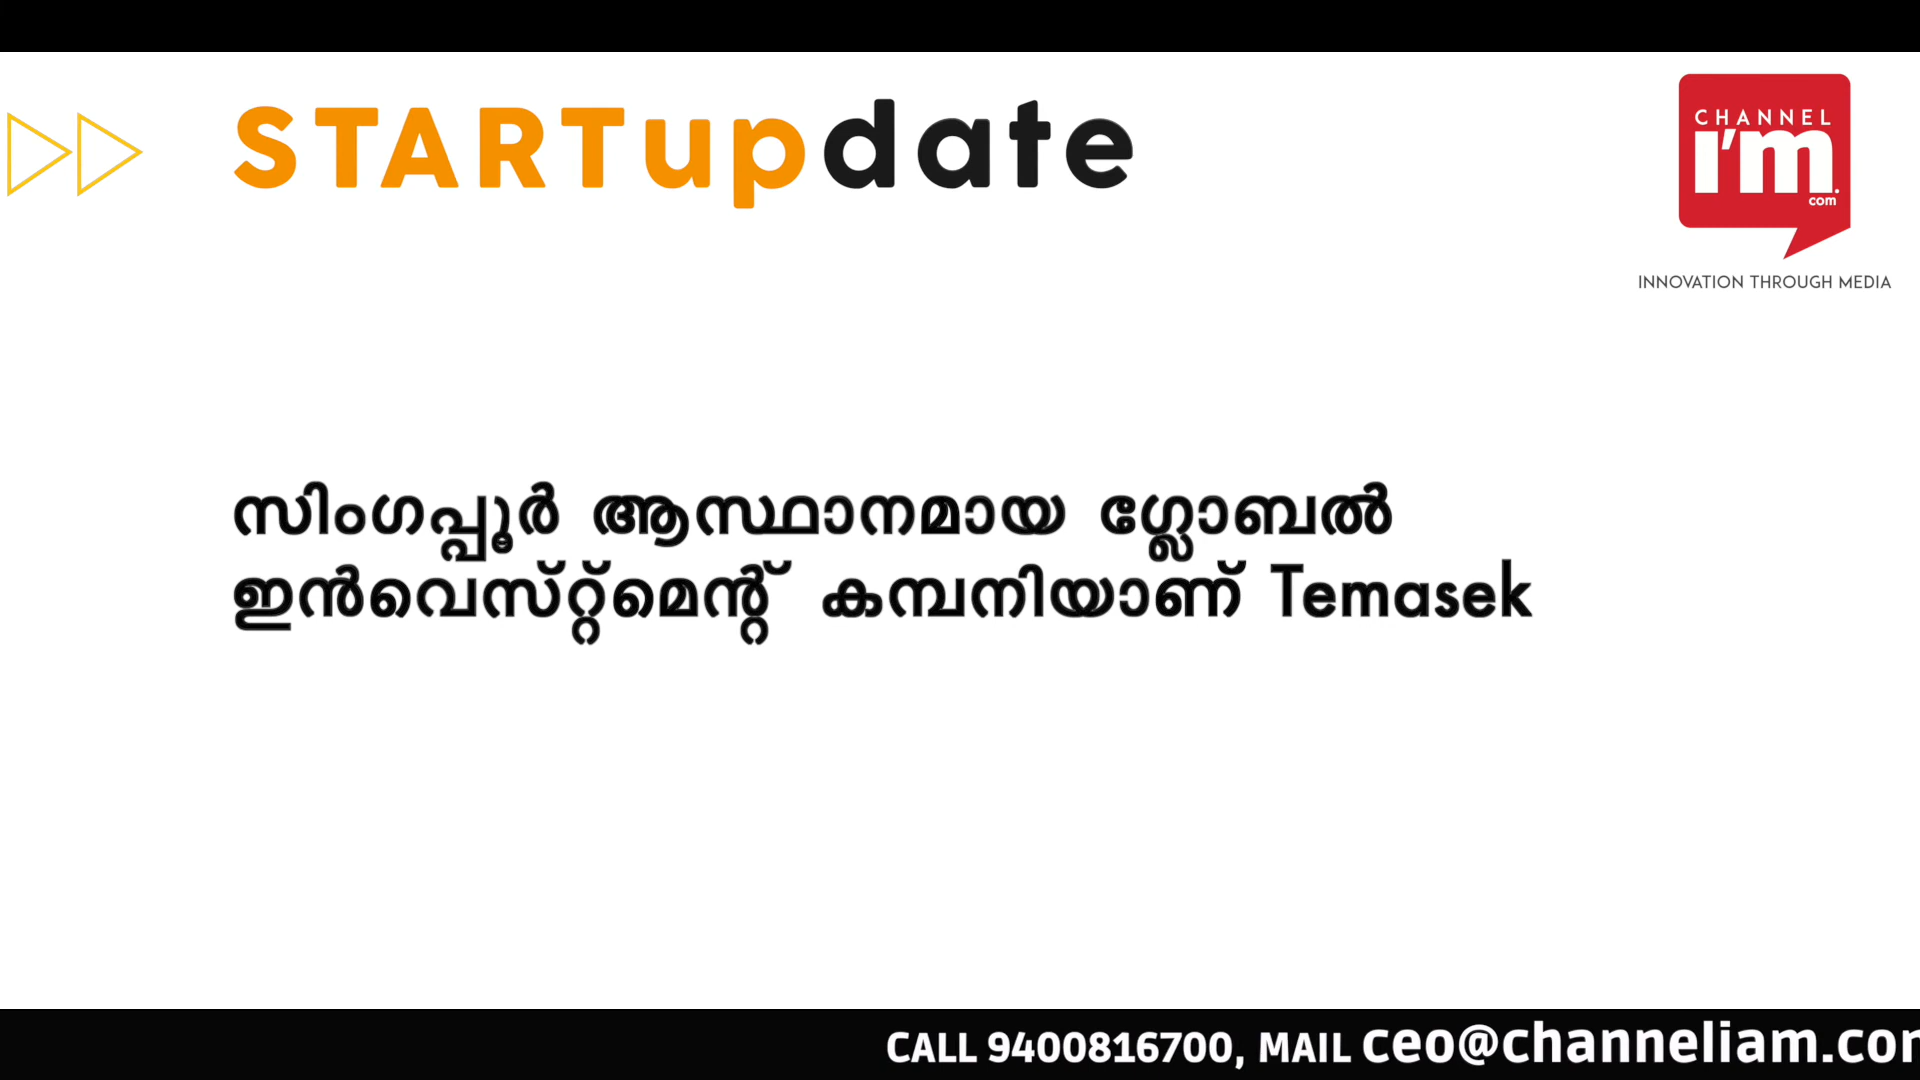 STARTupdate
CHANNEL
I'm.
com
INNOVATION THROUGH MEDIA
സിംഗപ്പൂർ ആസ്ഥാനമായ ഗ്ലോബൽ
ഇൻവെസ്റ്റ്മെന്റ് കമ്പനിയാണ് Temasek
CALL 9400816700, MAIL ceo@channeliam.com